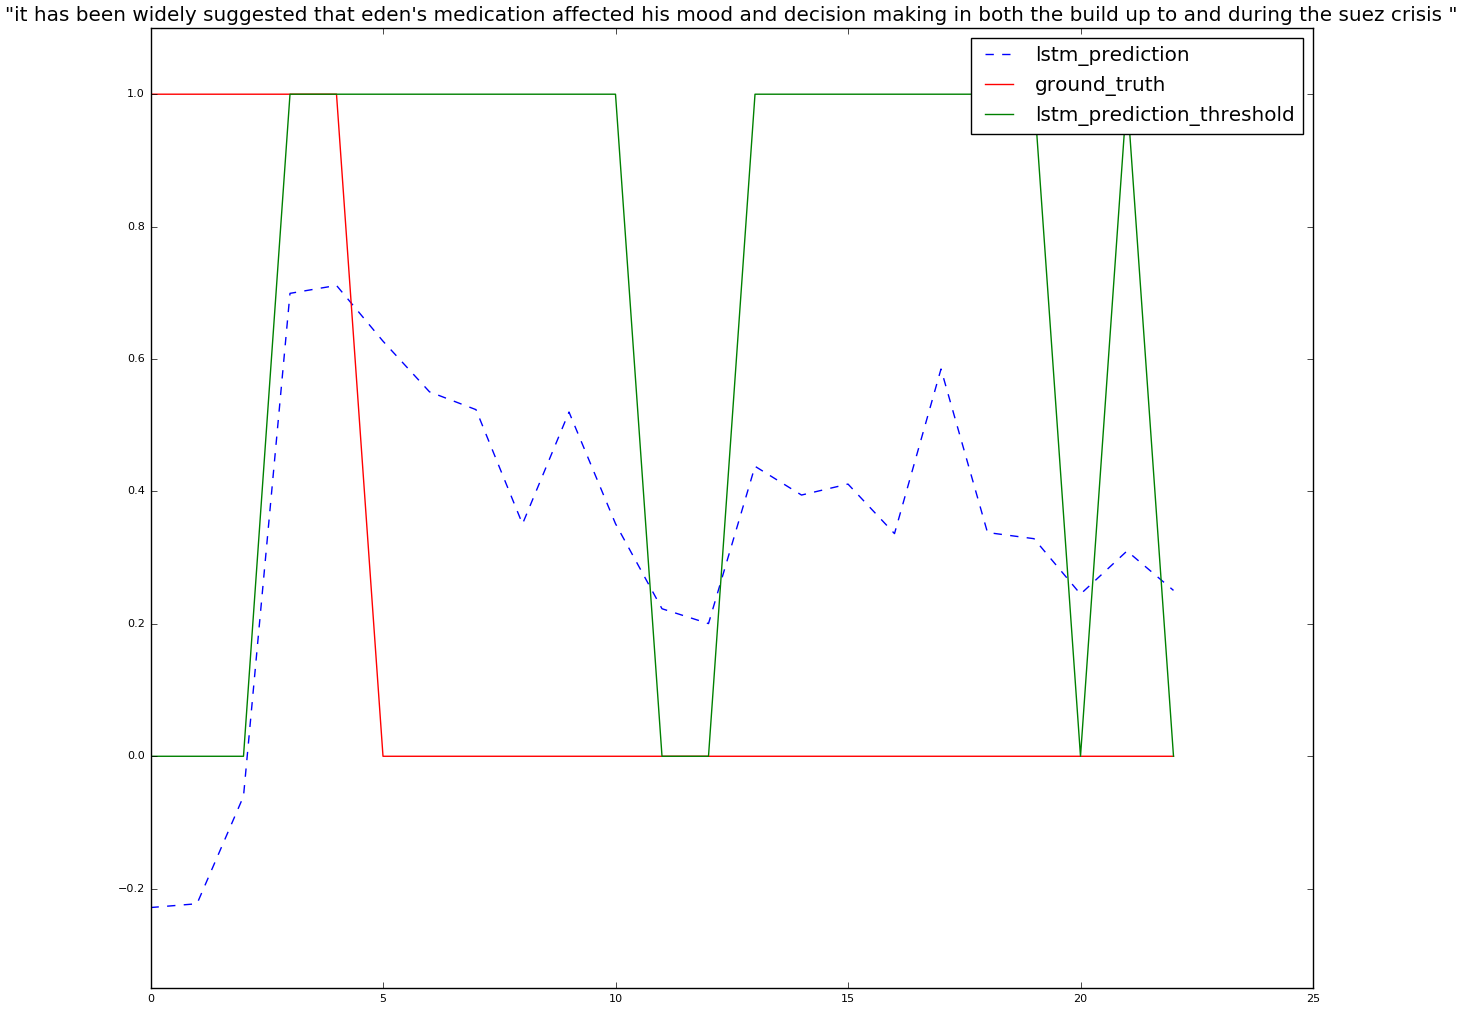 "it has been widely suggested that eden's medication affected his mood and decision making in both the build up to and during the suez crisis "
lstm_prediction
ground_truth
lstm_prediction_threshold
1.0
0.8
0.6
0.4
0.2
0.0
−0.2
0 5 10 15 20 25